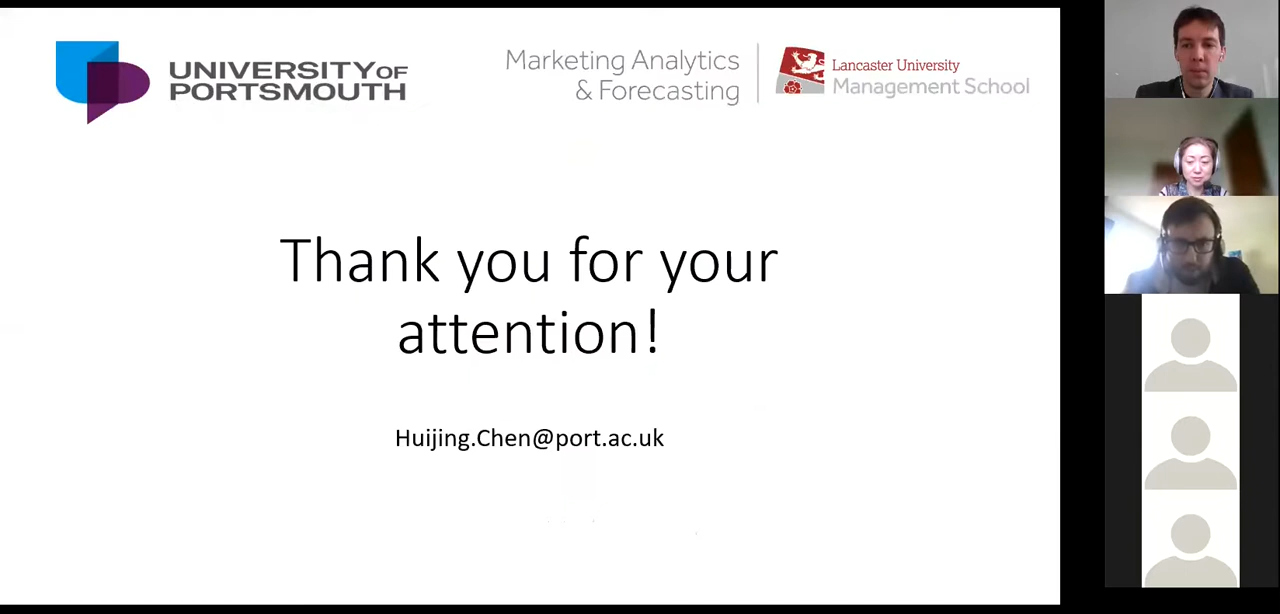 UNIVERSITY OF
PORTSMOUTH
Marketing Analytics
& Forecasting
Lancaster University
Management School
Thank you for your
attention!
Huijing.Chen@port.ac.uk